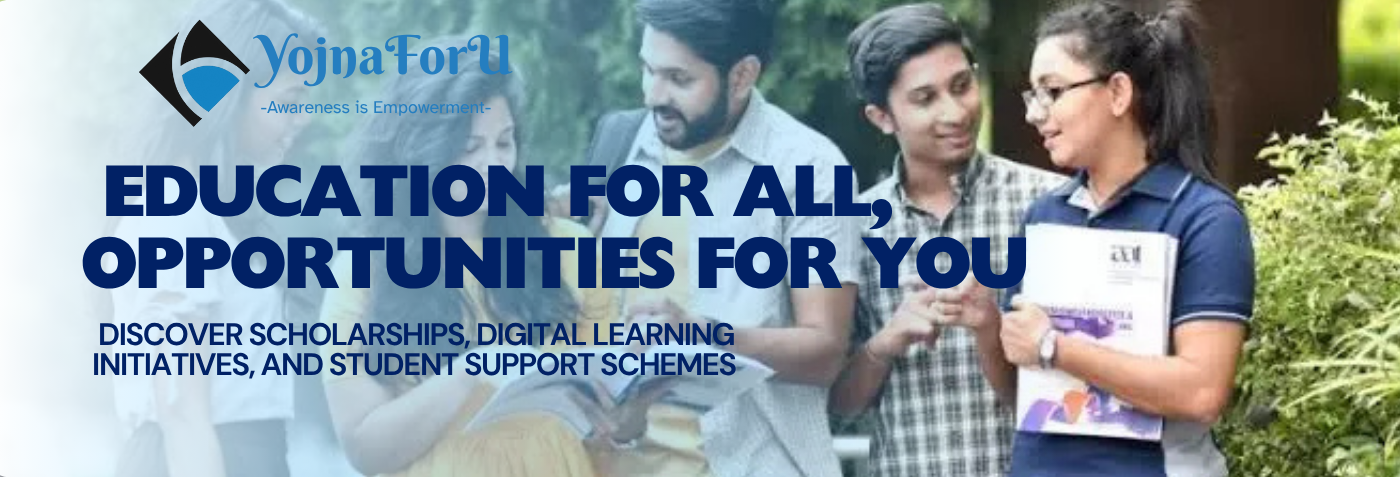 YojnaForU
-Awareness is Empowerment-
EDUCATION FOR ALL,
OPPORTUNITIES FOR YOU
DISCOVER SCHOLARSHIPS, DIGITAL LEARNING
INITIATIVES, AND STUDENT SUPPORT SCHEMES